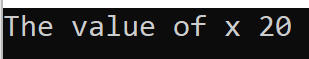 The value of x 20